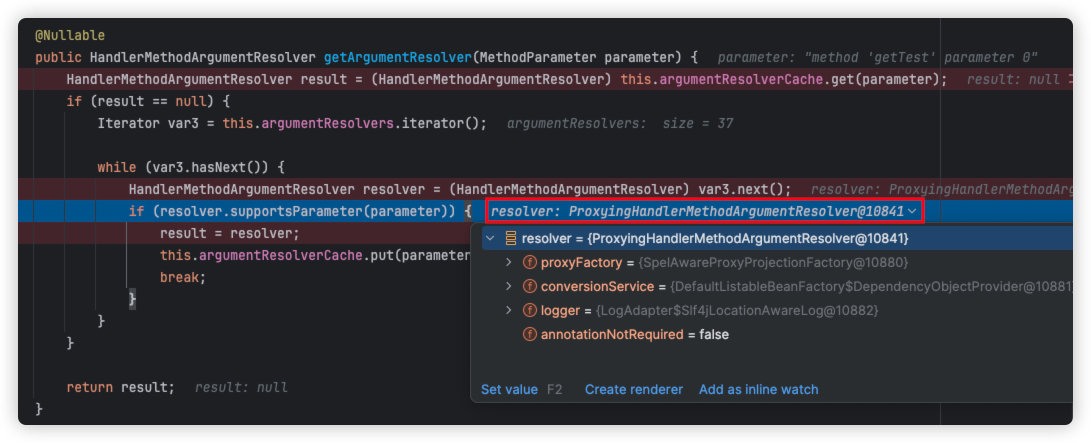 @Nullable
public HandlerMethodArgumentResolver getArgumentResolver(MethodParameter parameter) { parameter: "method 'getTest' parameter 0"
HandlerMethodArgumentResolver result = (HandlerMethodArgumentResolver) this.argumentResolverCache.get(parameter); result: null
if (result == null) {
Iterator var3 = this.argumentResolvers.iterator(); argumentResolvers: size = 37
while (var3.hasNext()) {
HandlerMethodArgumentResolver resolver = (HandlerMethodArgumentResolver) var3.next(); resolver: ProxyingHandlerMethodArg
if (resolver.supportsParameter(parameter)) { resolver: ProxyingHandlerMethodArgumentResolver@10841
result = resolver;
this.argumentResolverCache.put(parameter
break;
}
}
}
return result; result: null
}
resolver = {ProxyingHandlerMethodArgumentResolver@10841}
proxyFactory = {SpelAwareProxyProjectionFactory@10880}
conversionService = {DefaultListableBeanFactory$DependencyObjectProvider@10881}
logger = {LogAdapter$Slf4jLocationAwareLog@10882}
annotationNotRequired = false
Set value F2 Create renderer Add as inline watch